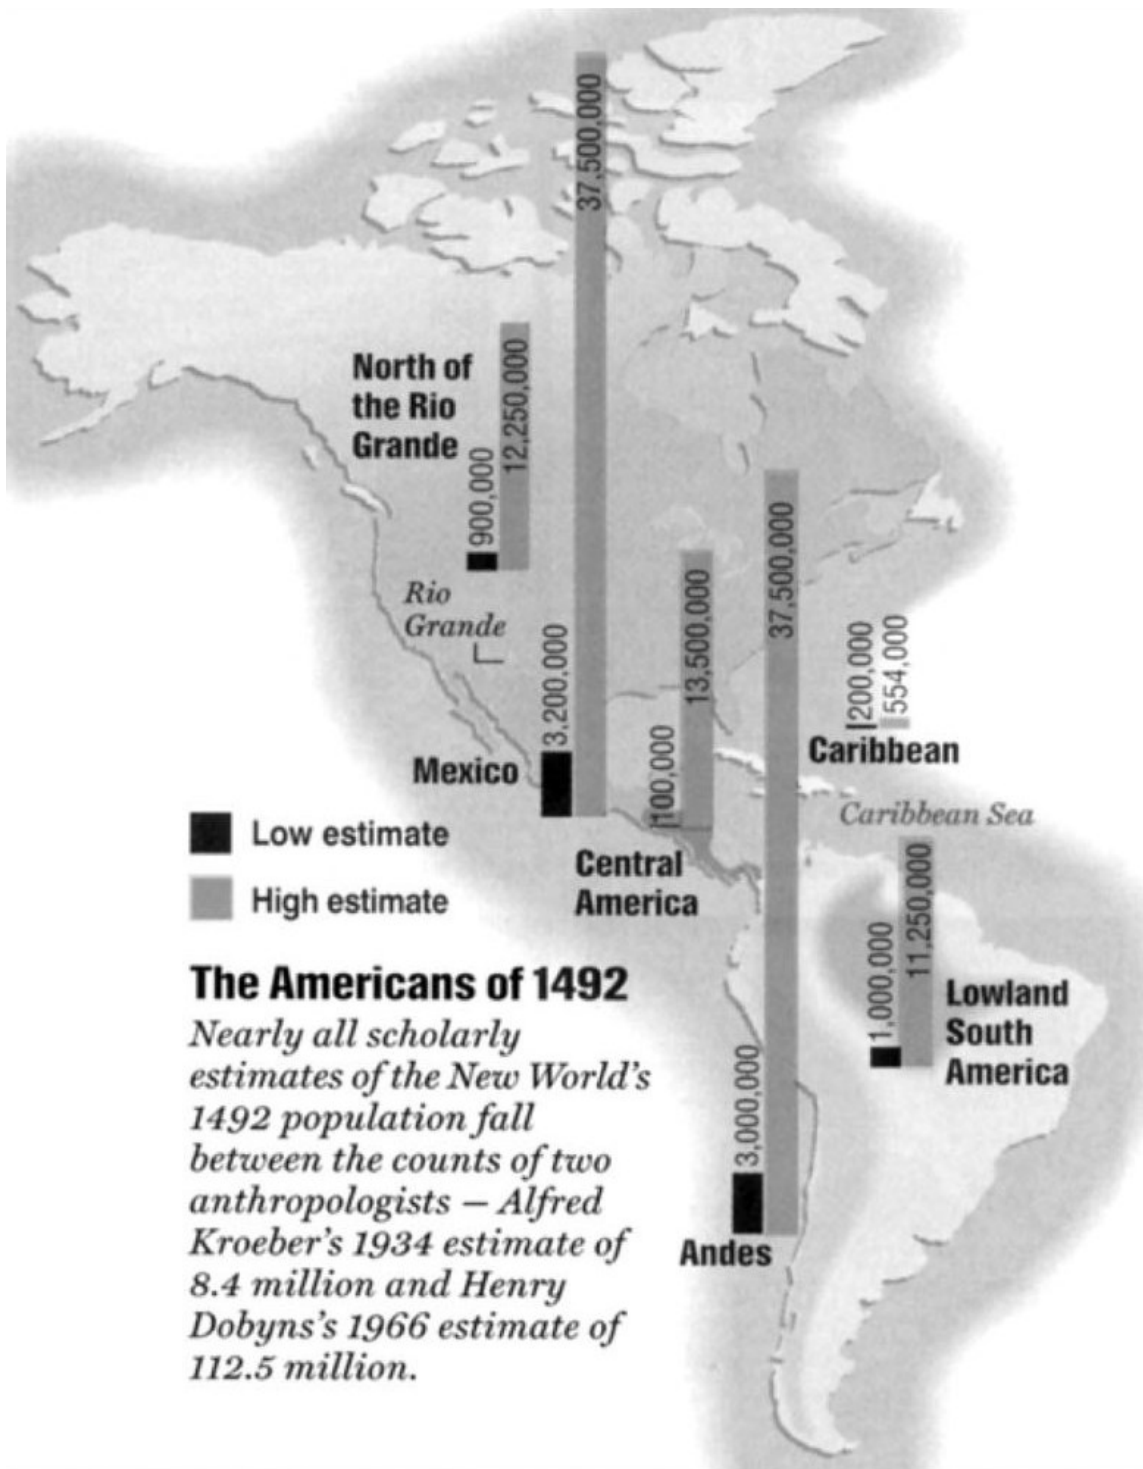 37,500,000
North of
the Rio
Grande
900,000
12,250,000
Rio
Grande
3,200,000
Mexico
100,000
13,500,000
Central
America
37,500,000
200,000
554,000
Caribbean
Caribbean Sea
Low estimate
High estimate
1,000,000
11,250,000
Lowland
South
America
3,000,000
Andes
The Americans of 1492
Nearly all scholarly
estimates of the New World's
1492 population fall
between the counts of two
anthropologists — Alfred
Kroeber's 1934 estimate of
8.4 million and Henry
Dobyns's 1966 estimate of
112.5 million.